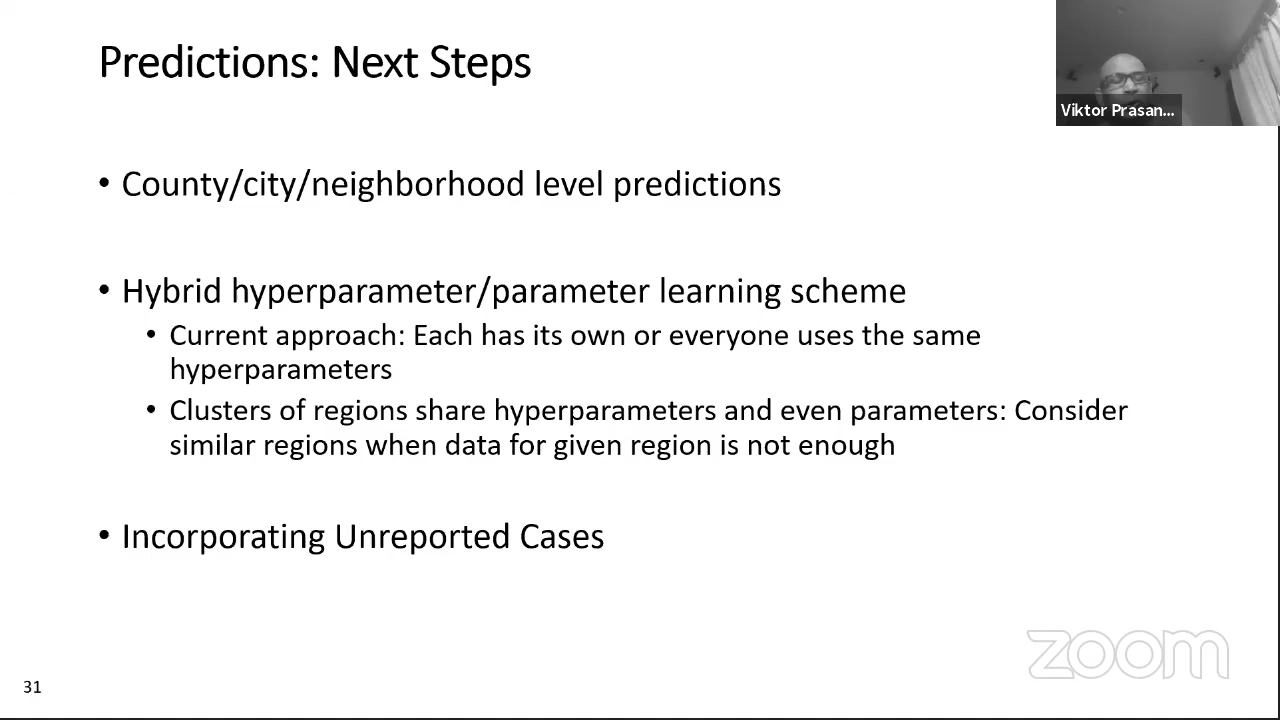 Predictions: Next Steps
Viktor Prasan...
• County/city/neighborhood level predictions
• Hybrid hyperparameter/parameter learning scheme
• Current approach: Each has its own or everyone uses the same
hyperparameters
• Clusters of regions share hyperparameters and even parameters: Consider
similar regions when data for given region is not enough
• Incorporating Unreported Cases
zoom
31